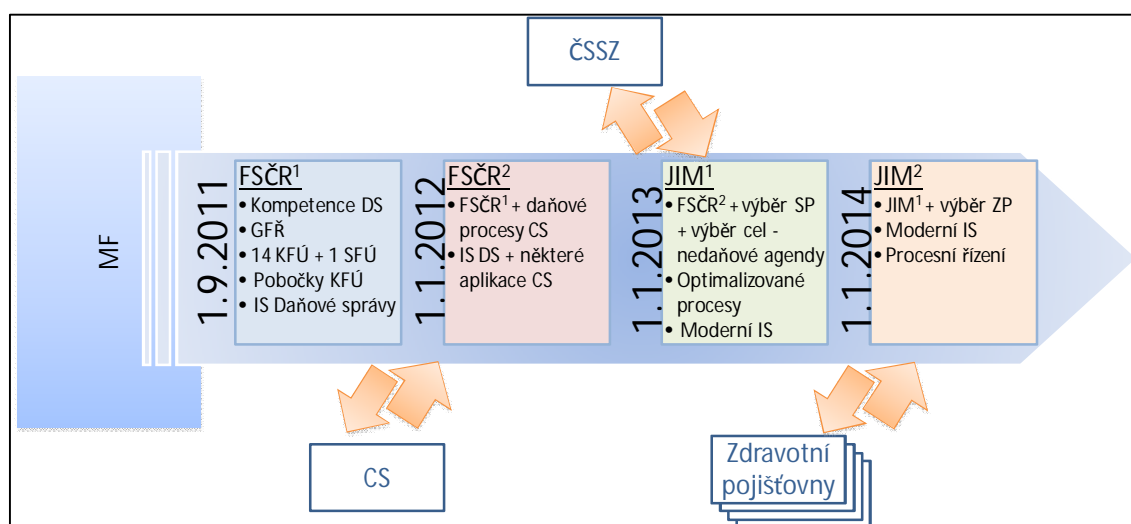 ČSSZ
MF
1.9.2011
FSČR¹
• Kompetence DS
• GFŘ
• 14 KFÚ + 1 SFÚ
• Pobočky KFÚ
• IS Daňové správy
1.1.2012
FSČR²
• FSČR¹ + daňové
procesy CS
• IS DS + některé
aplikace CS
1.1.2013
JIM¹
• FSČR² + výběr SP
+ výběr cel -
nedaňové agendy
• Optimalizované
procesy
• Moderní IS
1.1.2014
JIM²
• JIM¹ + výběr ZP
• Moderní IS
• Procesní řízení
CS
Zdravotní
pojišťovny